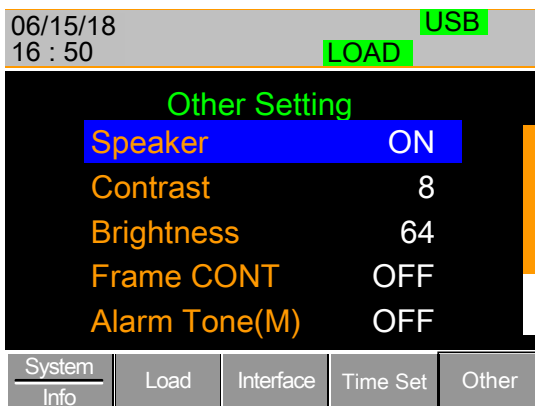 06/15/18 USB
16 : 50 LOAD
Other Setting
Speaker ON
Contrast 8
Brightness 64
Frame CONT OFF
Alarm Tone(M) OFF
System
Info
Load
Interface
Time Set
Other